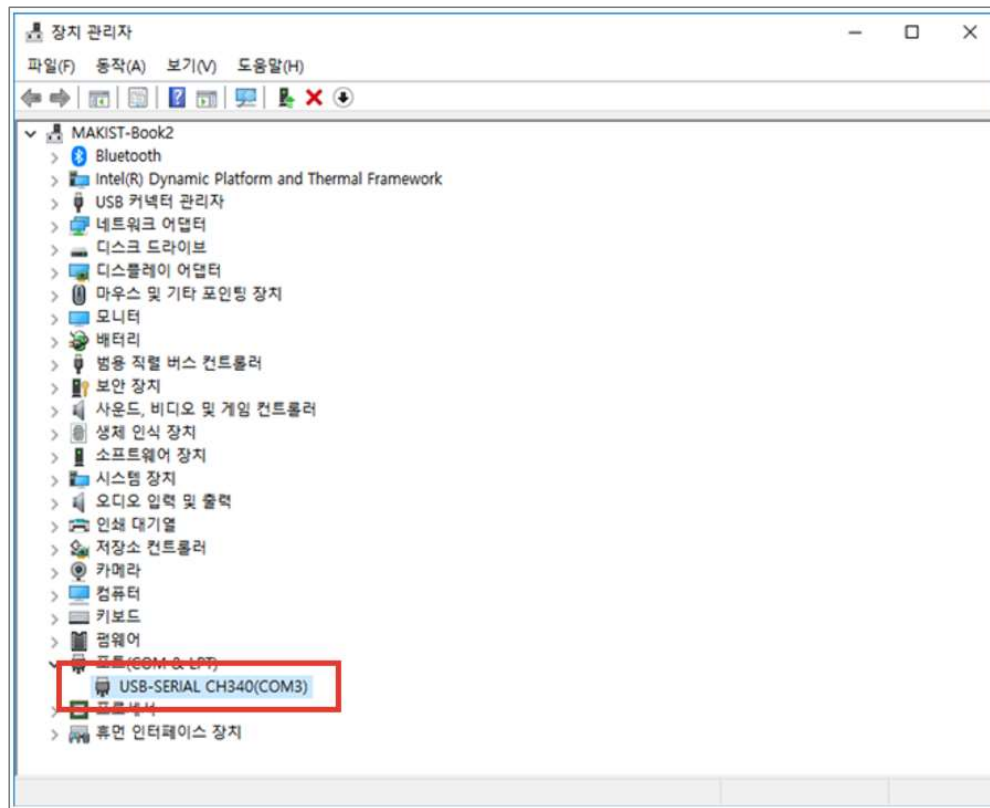 장치 관리자
파일(F) 동작(A) 보기(V) 도움말(H)
MAKIST-Book2
Bluetooth
Intel(R) Dynamic Platform and Thermal Framework
USB 커넥터 관리자
네트워크 어댑터
디스크 드라이브
디스플레이 어댑터
마우스 및 기타 포인팅 장치
모니터
배터리
범용 직렬 버스 컨트롤러
보안 장치
사운드, 비디오 및 게임 컨트롤러
생체 인식 장치
소프트웨어 장치
시스템 장치
오디오 입력 및 출력
인쇄 대기열
저장소 컨트롤러
카메라
컴퓨터
키보드
펌웨어
포트(COM & LPT)
USB-SERIAL CH340(COM3)
프로세서
휴먼 인터페이스 장치